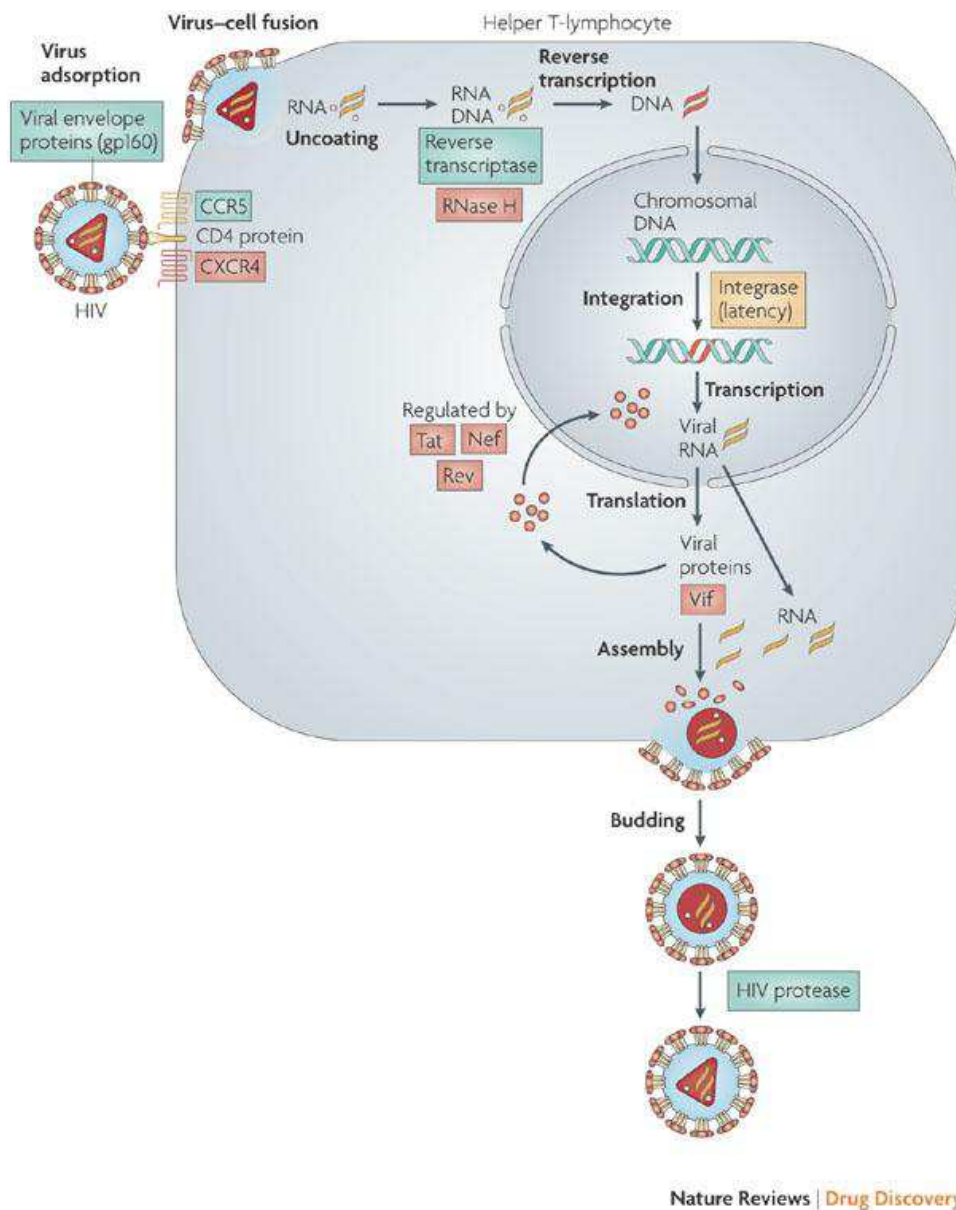 Helper T-lymphocyte
Virus–cell fusion
Virus
adsorption
Viral envelope
proteins (gp160)
HIV
CCR5
CD4 protein
CXCR4
RNA
Uncoating
RNA
DNA
Reverse
transcriptase
RNase H
Reverse
transcription
DNA
Chromosomal
DNA
Integration
Integrase
(latency)
Transcription
Viral
RNA
Regulated by
Tat
Nef
Rev
Translation
Viral
proteins
Vif
RNA
Assembly
Budding
HIV protease
Nature Reviews | Drug Discovery